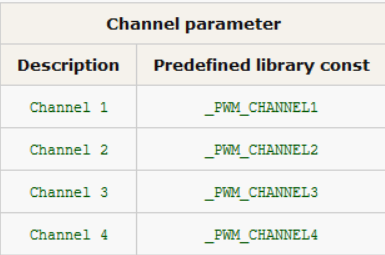 Channel parameter
Description Predefined library const
Channel 1 _PWM_CHANNEL1
Channel 2 _PWM_CHANNEL2
Channel 3 _PWM_CHANNEL3
Channel 4 _PWM_CHANNEL4